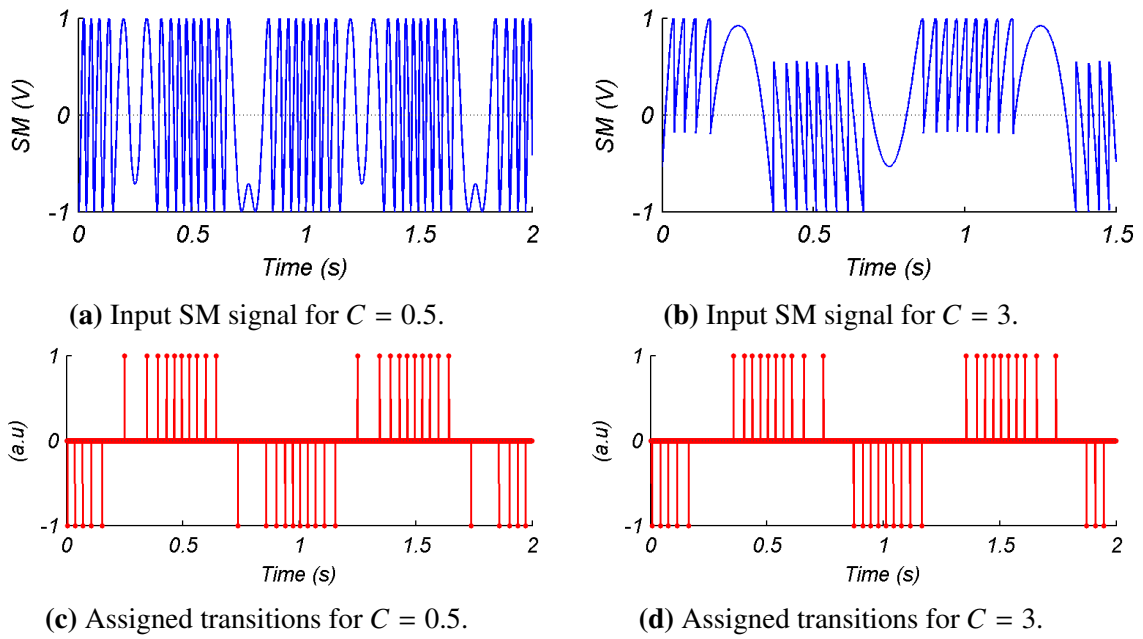 1
0
-1
SM (V)
0
0.5
1
1.5
2
Time (s)
(a) Input SM signal for C = 0.5.
1
0
-1
SM (V)
0
0.5
1
1.5
Time (s)
(b) Input SM signal for C = 3.
1
0
-1
(a.u)
0
0.5
1
1.5
2
Time (s)
(c) Assigned transitions for C = 0.5.
1
0
-1
(a.u)
0
0.5
1
1.5
2
Time (s)
(d) Assigned transitions for C = 3.